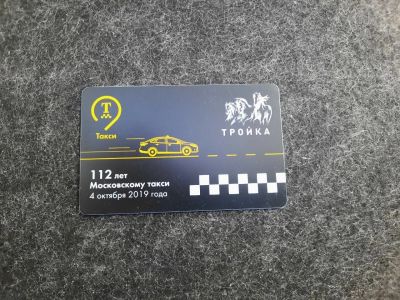 Т
Такси
ТРОЙКА
112 лет
Московскому такси
4 октября 2019 года